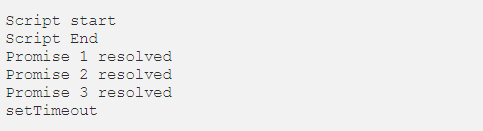 Script start
Script End
Promise 1 resolved
Promise 2 resolved
Promise 3 resolved
setTimeout